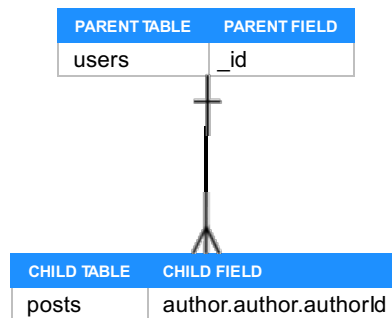 PARENT TABLE PARENT FIELD
users _id
CHILD TABLE CHILD FIELD
posts author.author.authorId